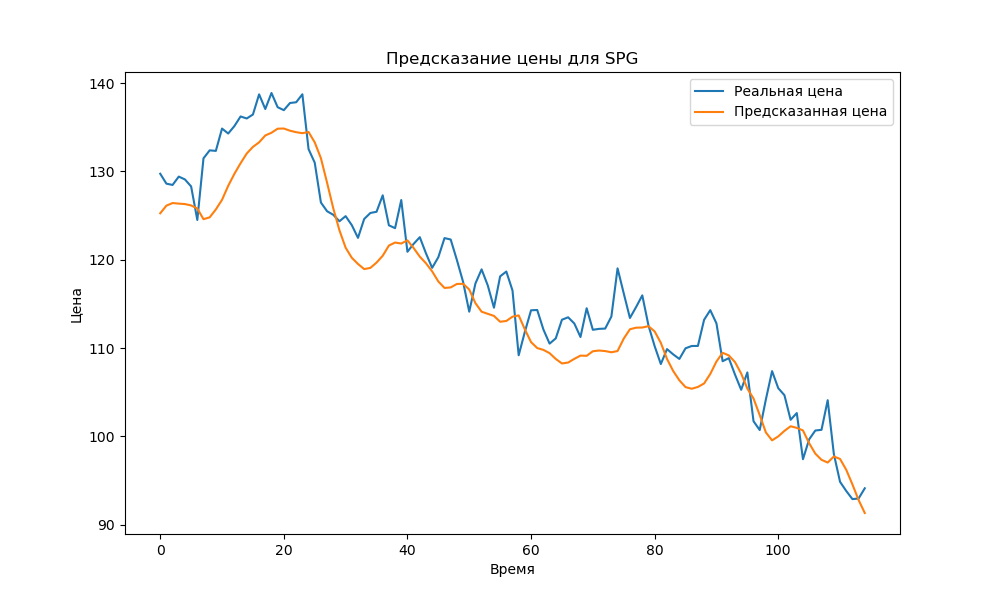 Предсказание цены для SPG
Реальная цена
Предсказанная цена
140
130
120
110
100
90
Цена
0 20 40 60 80 100
Время